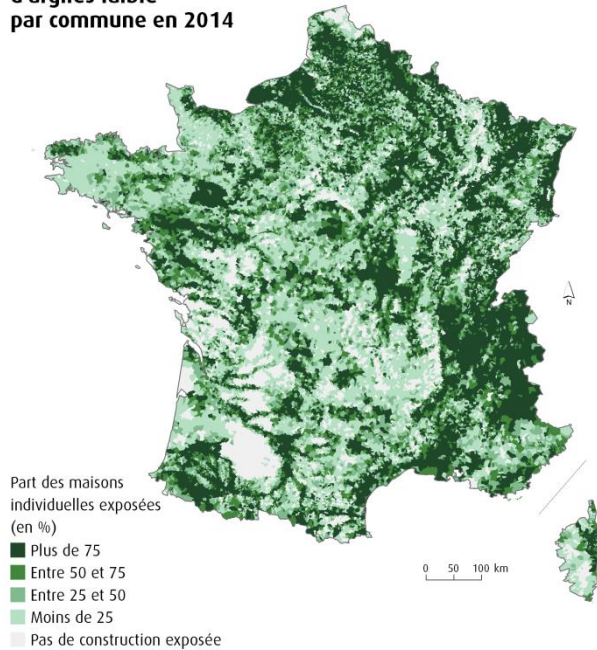 par commune en 2014
N
Part des maisons
individuelles exposées
(en %)
Plus de 75
Entre 50 et 75
Entre 25 et 50
Moins de 25
Pas de construction exposée
0 50 100 km